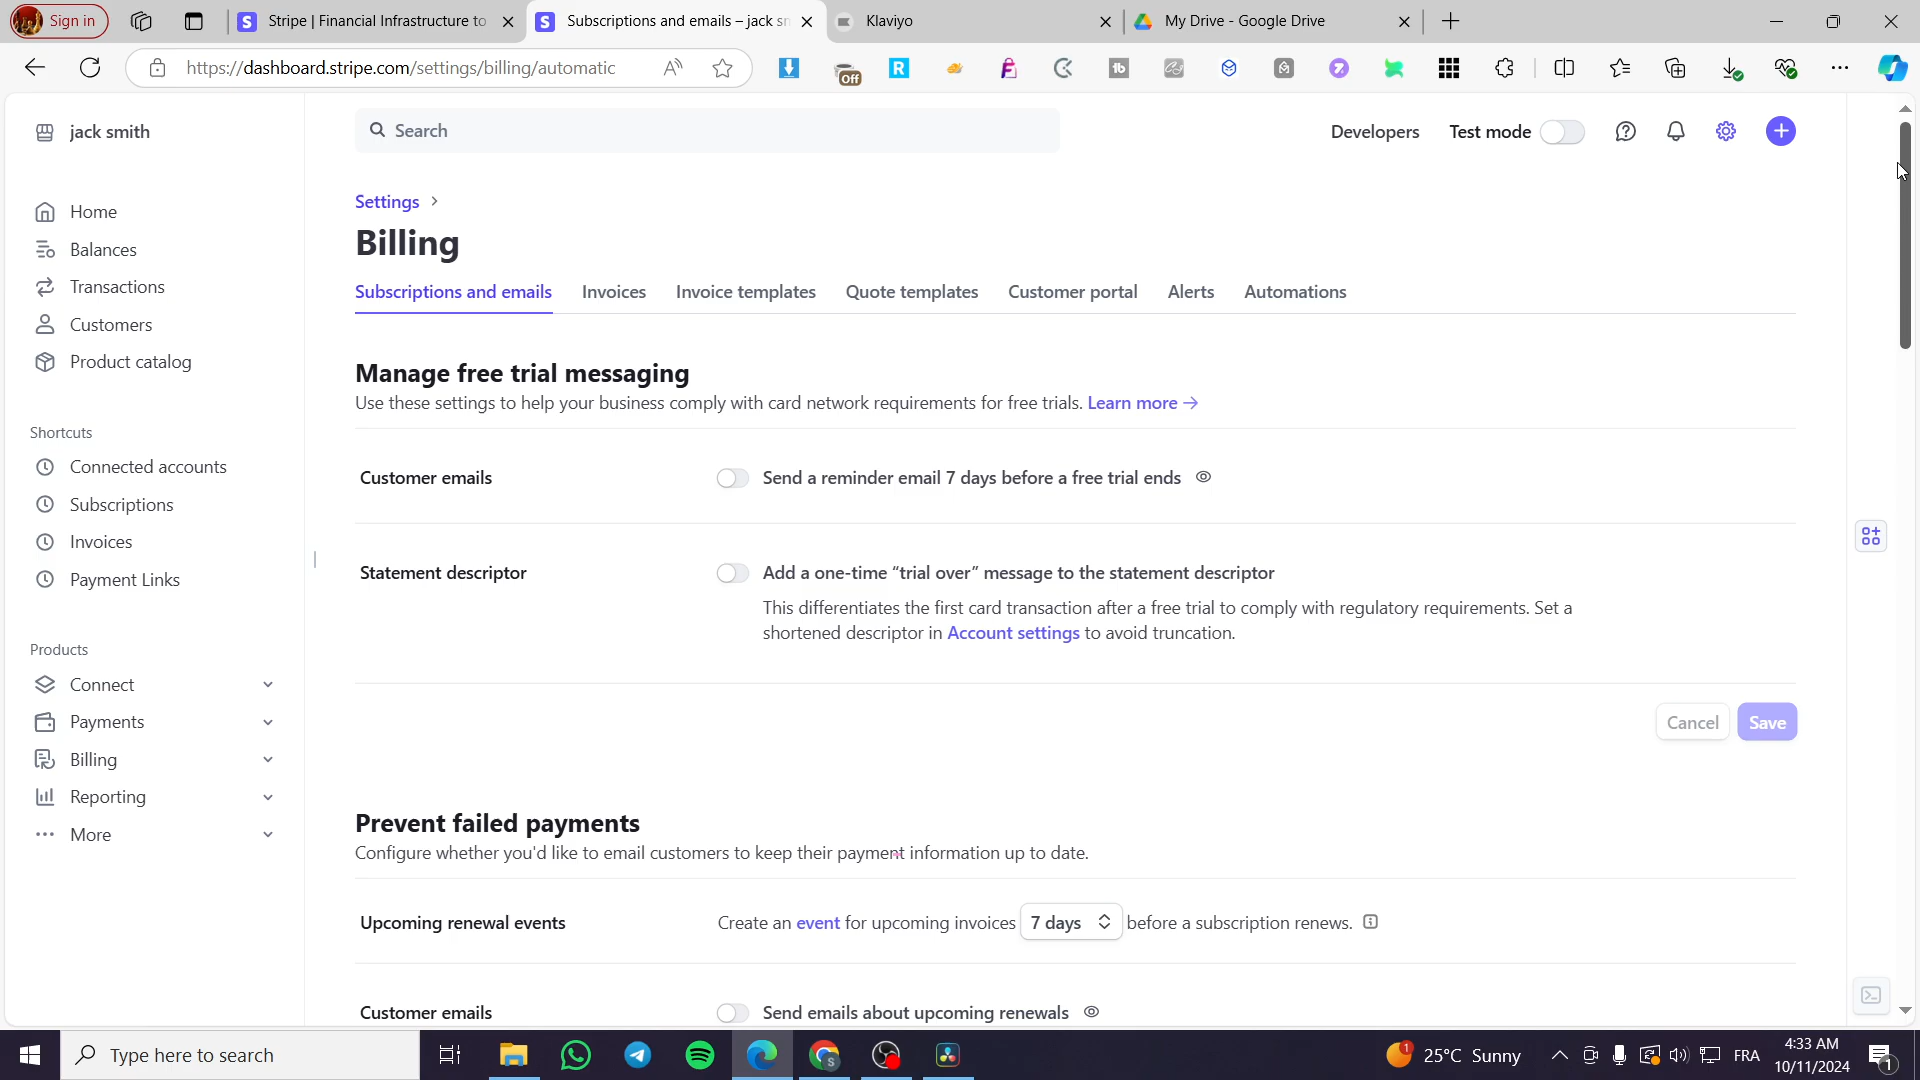 Sign in
Stripe | Financial Infrastructure to
Subscriptions and emails – jack sm
Klaviyo
My Drive - Google Drive
https://dashboard.stripe.com/settings/billing/automatic
Off
jack smith
Search
Developers
Test mode
Home
Balances
Transactions
Customers
Product catalog
Shortcuts
Connected accounts
Subscriptions
Invoices
Payment Links
Products
Connect
Payments
Billing
Reporting
More
Settings
Billing
Subscriptions and emails
Invoices
Invoice templates
Quote templates
Customer portal
Alerts
Automations
Manage free trial messaging
Use these settings to help your business comply with card network requirements for free trials. Learn more →
Customer emails
Send a reminder email 7 days before a free trial ends
Statement descriptor
Add a one-time “trial over” message to the statement descriptor
This differentiates the first card transaction after a free trial to comply with regulatory requirements. Set a
shortened descriptor in Account settings to avoid truncation.
Cancel
Save
Prevent failed payments
Configure whether you'd like to email customers to keep their payment information up to date.
Upcoming renewal events
Create an event for upcoming invoices 7 days before a subscription renews.
Customer emails
Send emails about upcoming renewals
Type here to search
1
25°C Sunny
FRA
4:33 AM
10/11/2024
1